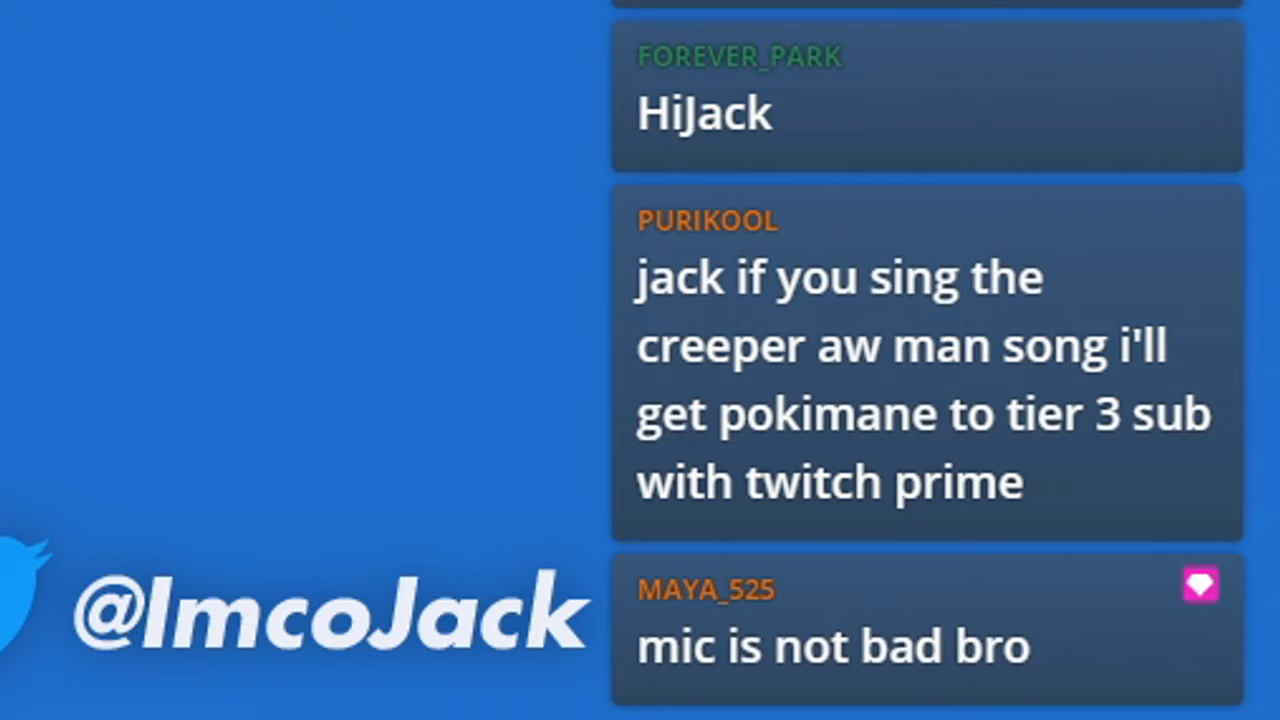 FOREVER_PARK
HiJack
PURIKOOL
jack if you sing the
creeper aw man song i'll
get pokimane to tier 3 sub
with twitch prime
@ImcoJack
MAYA_525
mic is not bad bro